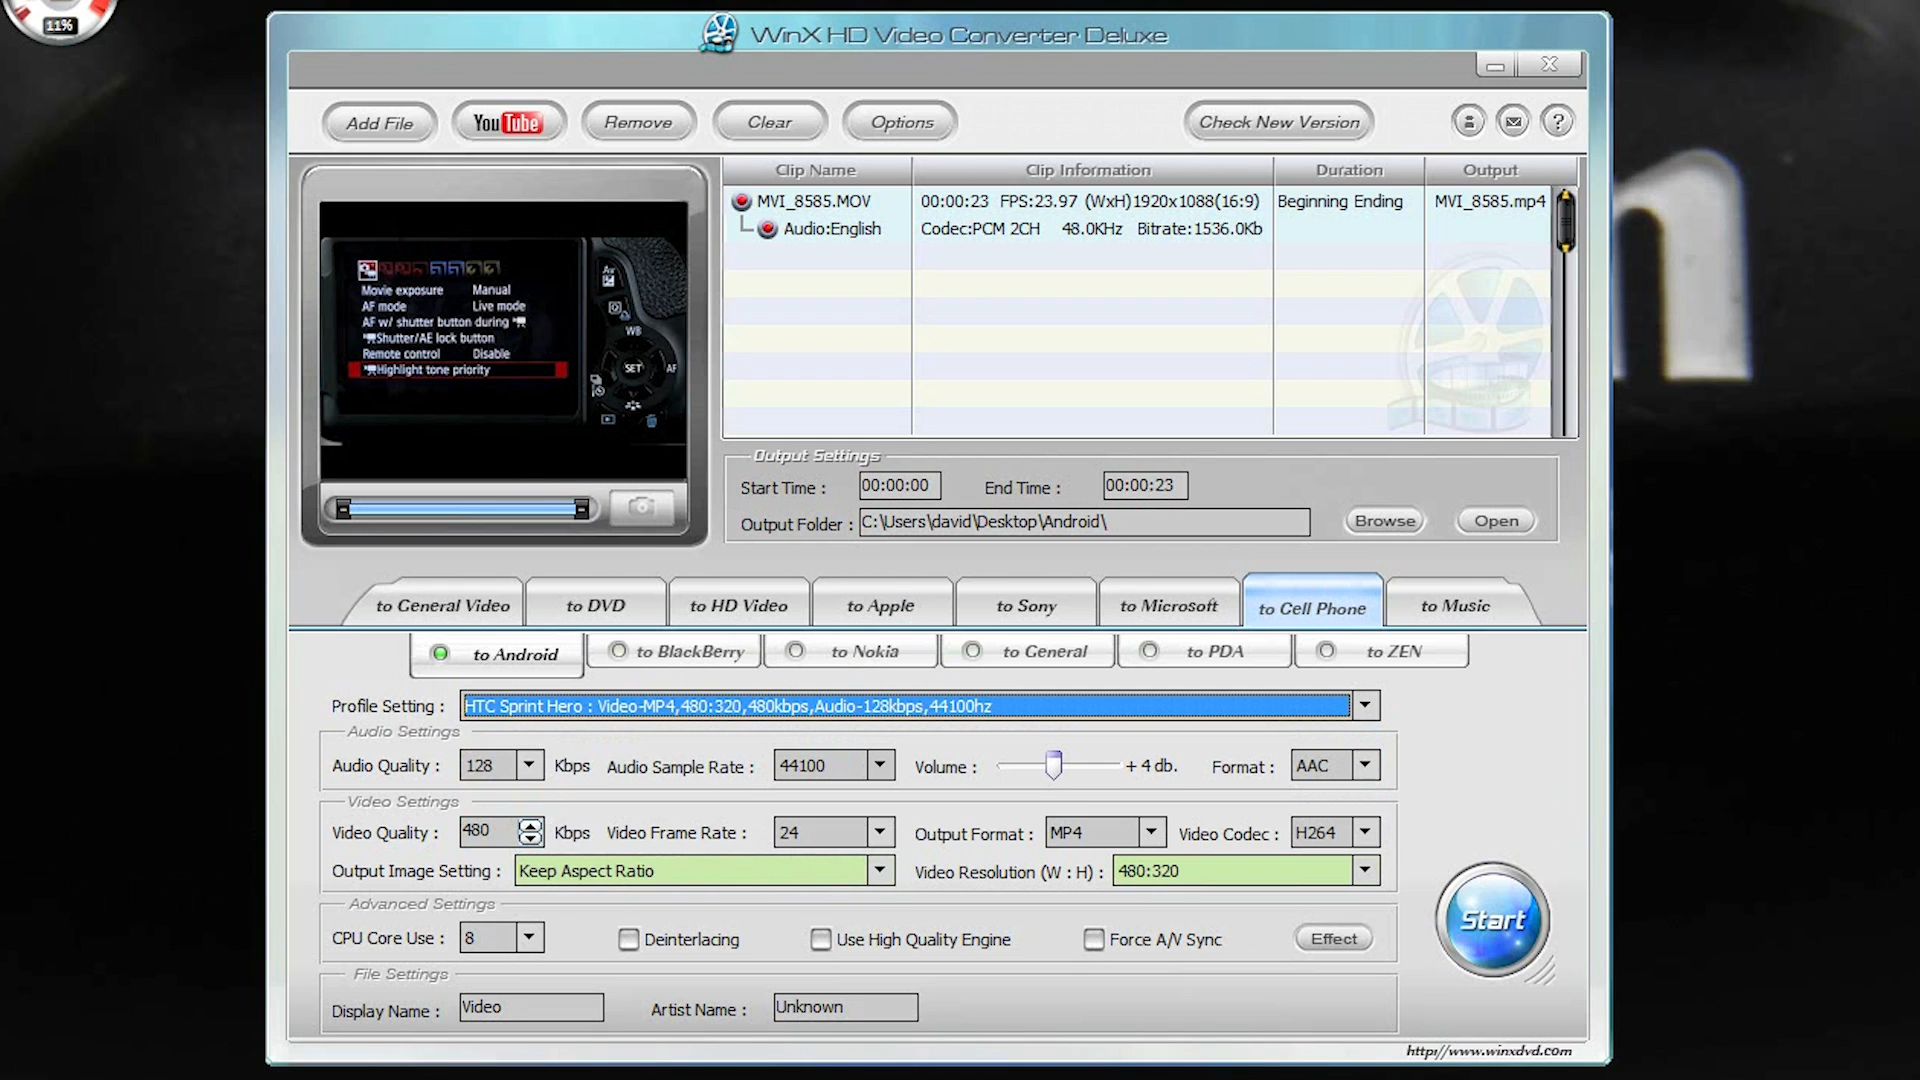 11%
WinX HD Video Converter Deluxe
Add File YouTube Remove Clear Options Check New Version ?
Clip Name Clip Information Duration Output
MVI_8585.MOV 00:00:23 FPS:23.97 (WxH)1920x1088(16:9) Beginning Ending MVI_8585.mp4
Audio:English Codec:PCM 2CH 48.0KHz Bitrate:1536.0Kb
Movie exposure Manual
AF mode Live mode
AF w/ shutter button during
Shutter/AE lock button
Remote control Disable
Highlight tone priority
Av
WB
SET AF
Output Settings
Start Time : 00:00:00 End Time : 00:00:23
Output Folder : C:\Users\david\Desktop\Android\ Browse Open
to General Video to DVD to HD Video to Apple to Sony to Microsoft to Cell Phone to Music
to Android to BlackBerry to Nokia to General to PDA to ZEN
Profile Setting : HTC Sprint Hero : Video-MP4,480:320,480kbps,Audio-128kbps,44100hz
Audio Settings
Audio Quality : 128 Kbps Audio Sample Rate : 44100 Volume : + 4 db. Format : AAC
Video Settings
Video Quality : 480 Kbps Video Frame Rate : 24 Output Format : MP4 Video Codec : H264
Output Image Setting : Keep Aspect Ratio Video Resolution (W : H) : 480:320
Advanced Settings
CPU Core Use : 8 Deinterlacing Use High Quality Engine Force A/V Sync Effect
Start
File Settings
Display Name : Video Artist Name : Unknown
http://www.winxdvd.com
n